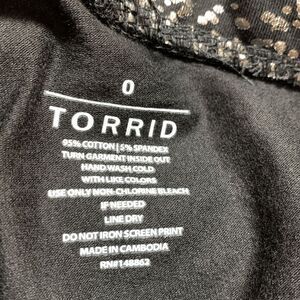 0
TORRID
95% COTTON | 5% SPANDEX
TURN GARMENT INSIDE OUT
HAND WASH COLD
WITH LIKE COLORS
USE ONLY NON-CHLORINE BLEACH
IF NEEDED
LINE DRY
DO NOT IRON SCREEN PRINT
MADE IN CAMBODIA
RN#148862